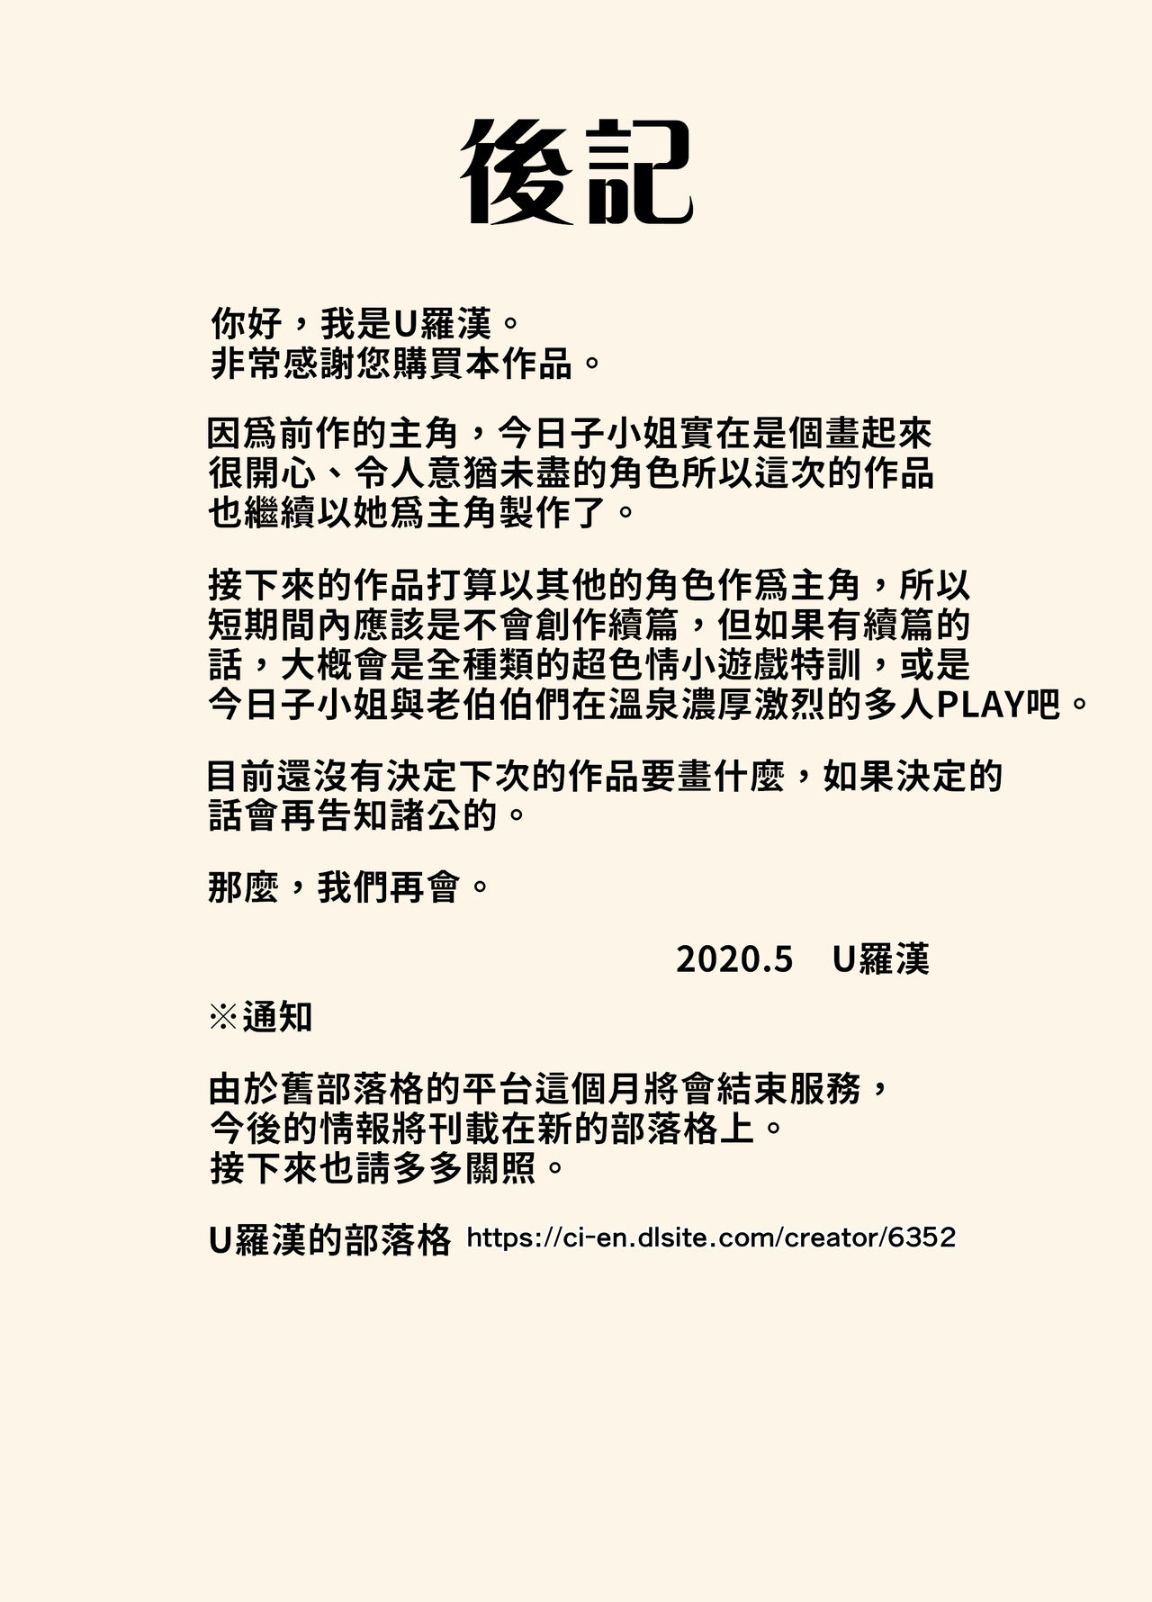 後記
你好，我是U羅漢。
非常感謝您購買本作品。
因爲前作的主角，今日子小姐實在是個畫起來
很開心、令人意猶未盡的角色所以這次的作品
也繼續以她爲主角製作了。
接下來的作品打算以其他的角色作爲主角，所以
短期間內應該是不會創作續篇，但如果有續篇的
話，大概會是全種類的超色情小遊戲特訓，或是
今日子小姐與老伯伯們在溫泉濃厚激烈的多人PLAY吧。
目前還沒有決定下次的作品要畫什麼，如果決定的
話會再告知諸公的。
那麼，我們再會。
2020.5　U羅漢
※通知
由於舊部落格的平台這個月將會結束服務，
今後的情報將刊載在新的部落格上。
接下來也請多多關照。
U羅漢的部落格 https://ci-en.dlsite.com/creator/6352